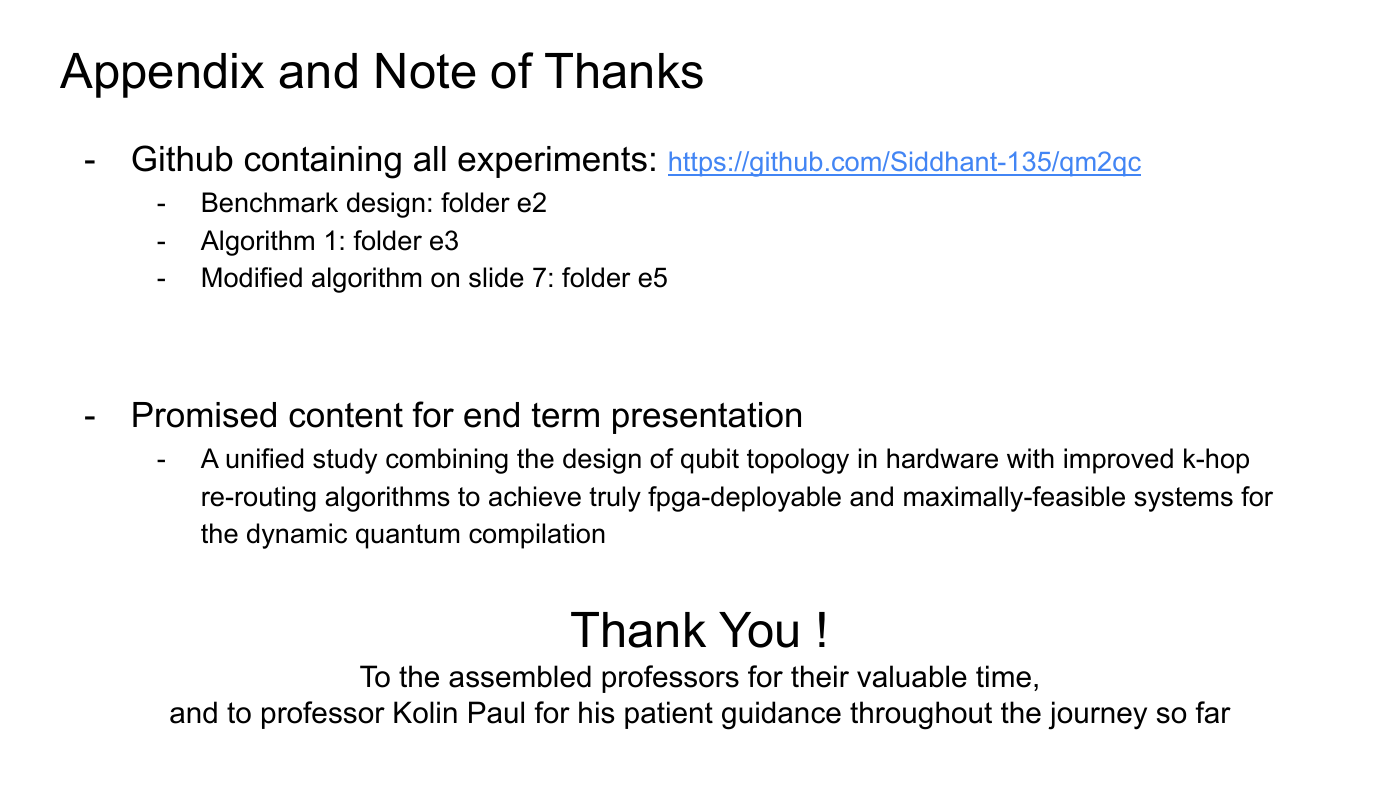 Appendix and Note of Thanks
- Github containing all experiments: https://github.com/Siddhant-135/qm2qc
- Benchmark design: folder e2
- Algorithm 1: folder e3
- Modified algorithm on slide 7: folder e5
- Promised content for end term presentation
- A unified study combining the design of qubit topology in hardware with improved k-hop
re-routing algorithms to achieve truly fpga-deployable and maximally-feasible systems for
the dynamic quantum compilation
Thank You !
To the assembled professors for their valuable time,
and to professor Kolin Paul for his patient guidance throughout the journey so far